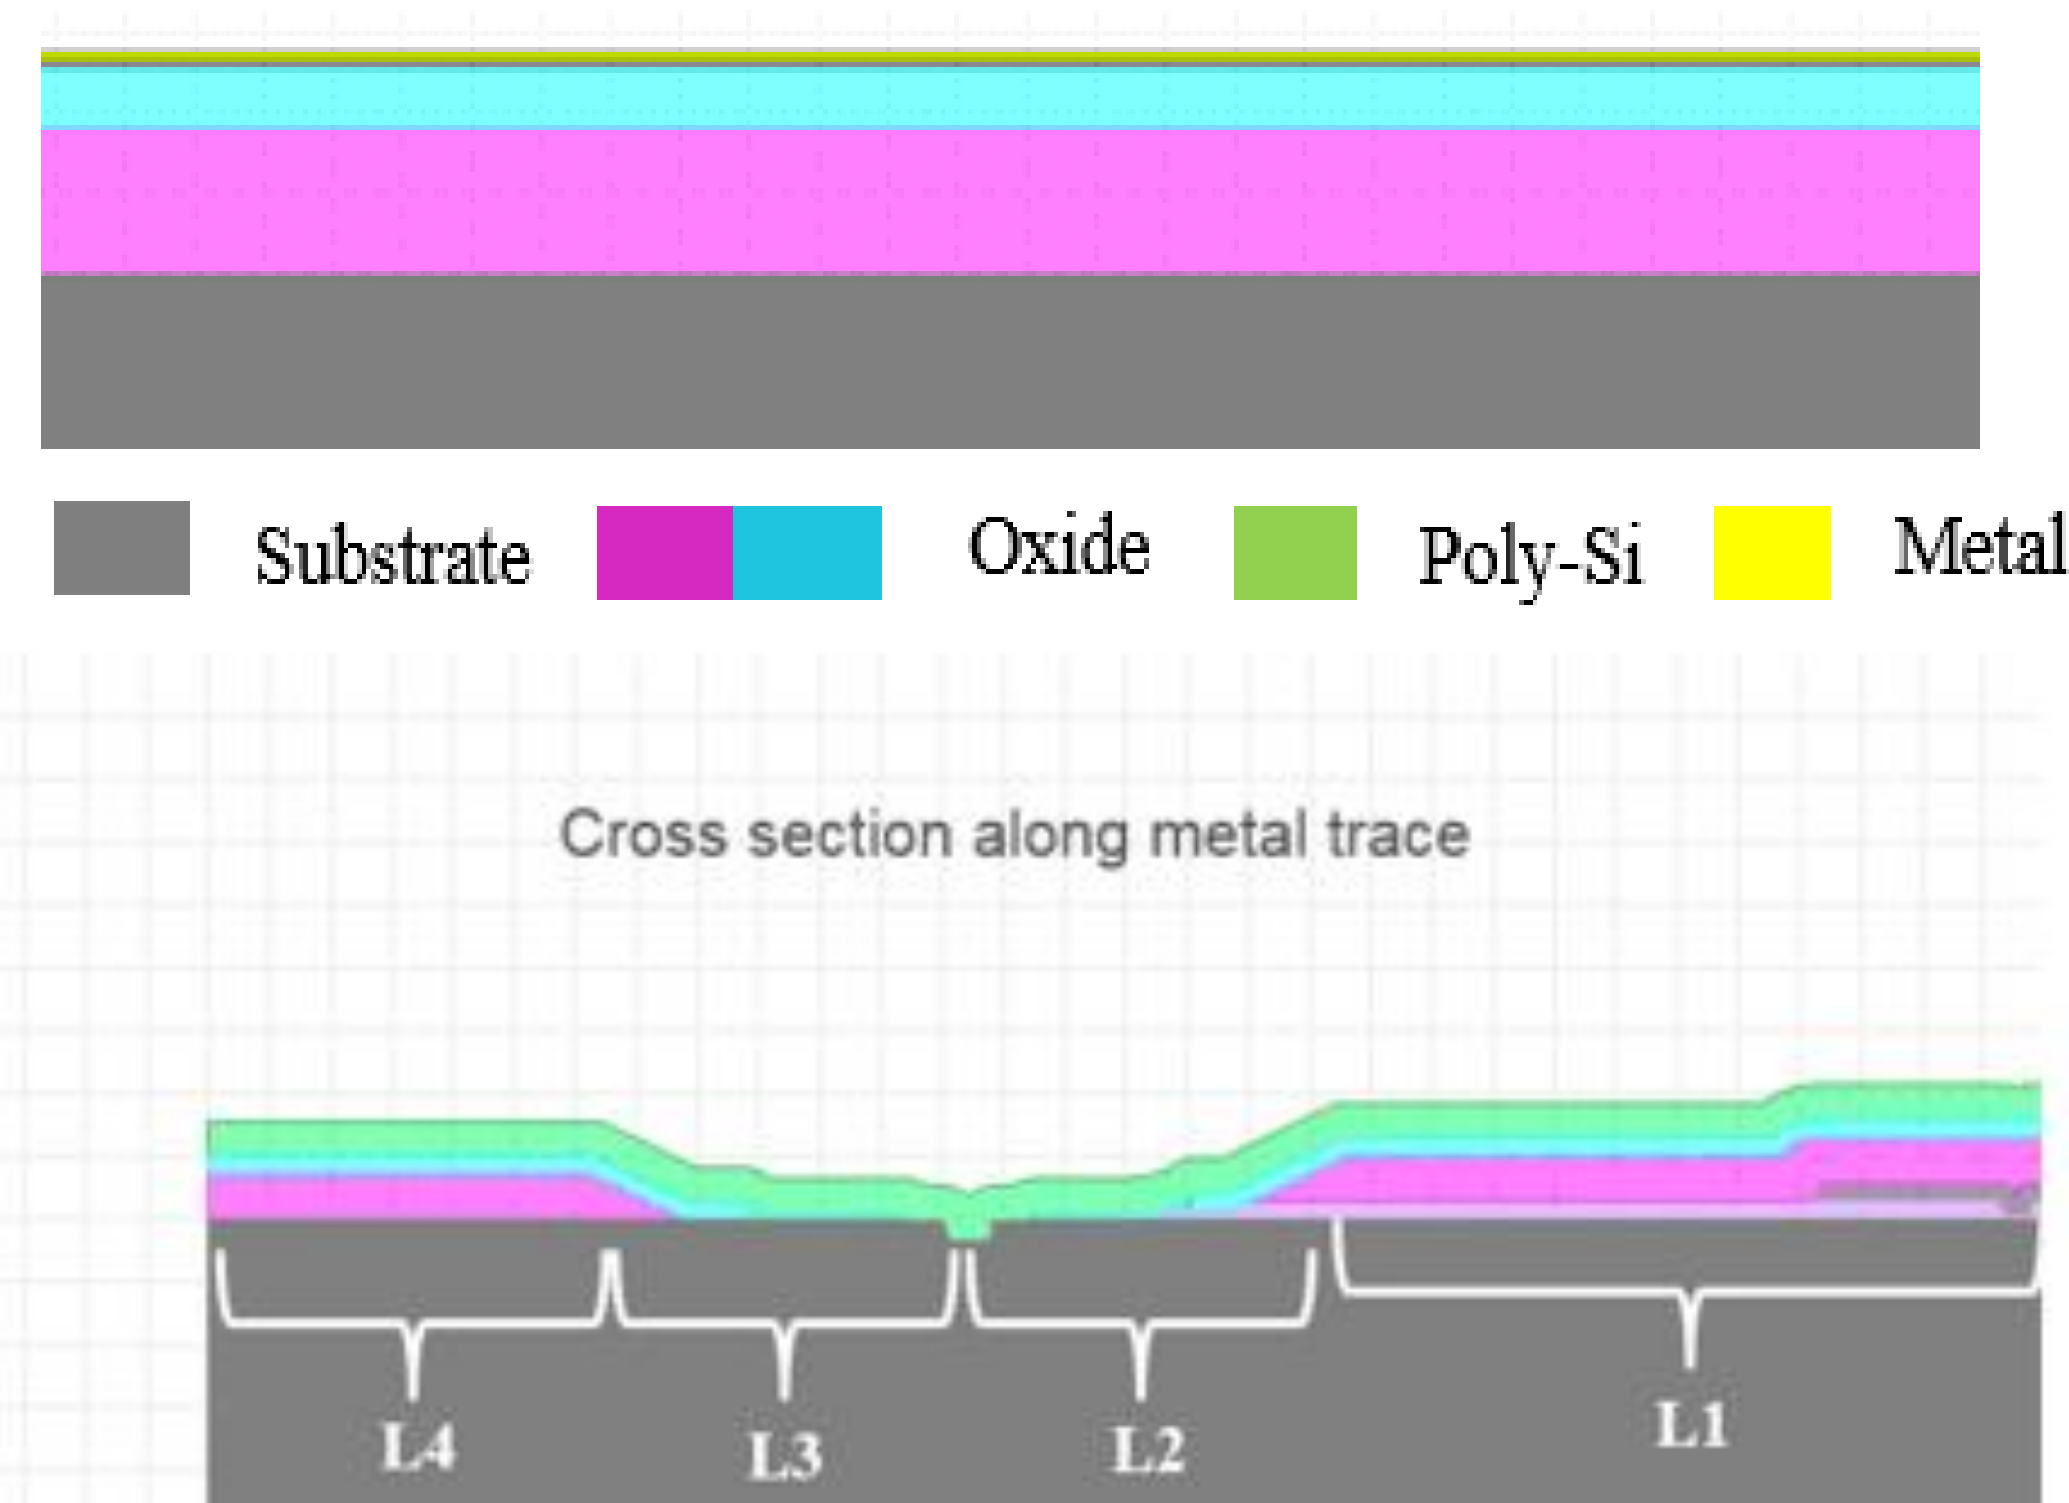 Substrate Oxide Poly-Si Metal
Cross section along metal trace
L4 L3 L2 L1